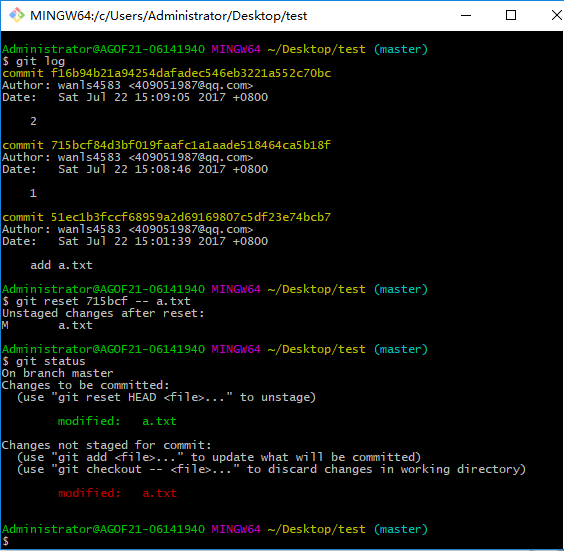 MINGW64:/c/Users/Administrator/Desktop/test
Administrator@AGOF21-06141940 MINGW64 ~/Desktop/test (master)
$ git log
commit f16b94b21a94254dafadec546eb3221a552c70bc
Author: wanls4583 <409051987@qq.com>
Date:   Sat Jul 22 15:09:05 2017 +0800
2
commit 715bcf84d3bf019faafc1a1aade518464ca5b18f
Author: wanls4583 <409051987@qq.com>
Date:   Sat Jul 22 15:08:46 2017 +0800
1
commit 51ec1b3fccf68959a2d69169807c5df23e74bcb7
Author: wanls4583 <409051987@qq.com>
Date:   Sat Jul 22 15:01:39 2017 +0800
add a.txt
Administrator@AGOF21-06141940 MINGW64 ~/Desktop/test (master)
$ git reset 715bcf -- a.txt
Unstaged changes after reset:
M       a.txt
Administrator@AGOF21-06141940 MINGW64 ~/Desktop/test (master)
$ git status
On branch master
Changes to be committed:
(use "git reset HEAD <file>..." to unstage)
modified:   a.txt
Changes not staged for commit:
(use "git add <file>..." to update what will be committed)
(use "git checkout -- <file>..." to discard changes in working directory)
modified:   a.txt
Administrator@AGOF21-06141940 MINGW64 ~/Desktop/test (master)
$